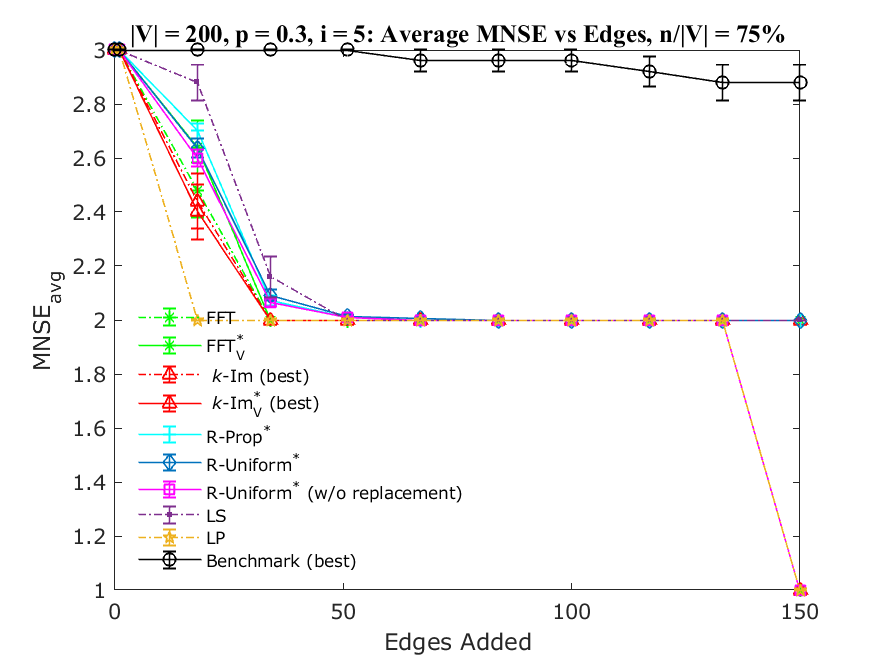 |V| = 200, p = 0.3, i = 5: Average MNSE vs Edges, n/|V| = 75%
3
2.8
2.6
2.4
2.2
2
1.8
1.6
1.4
1.2
1
MNSE_avg
FFT
FFT*_V
k-Im (best)
k-Im*_V (best)
R-Prop*
R-Uniform*
R-Uniform* (w/o replacement)
LS
LP
Benchmark (best)
0
50
100
150
Edges Added